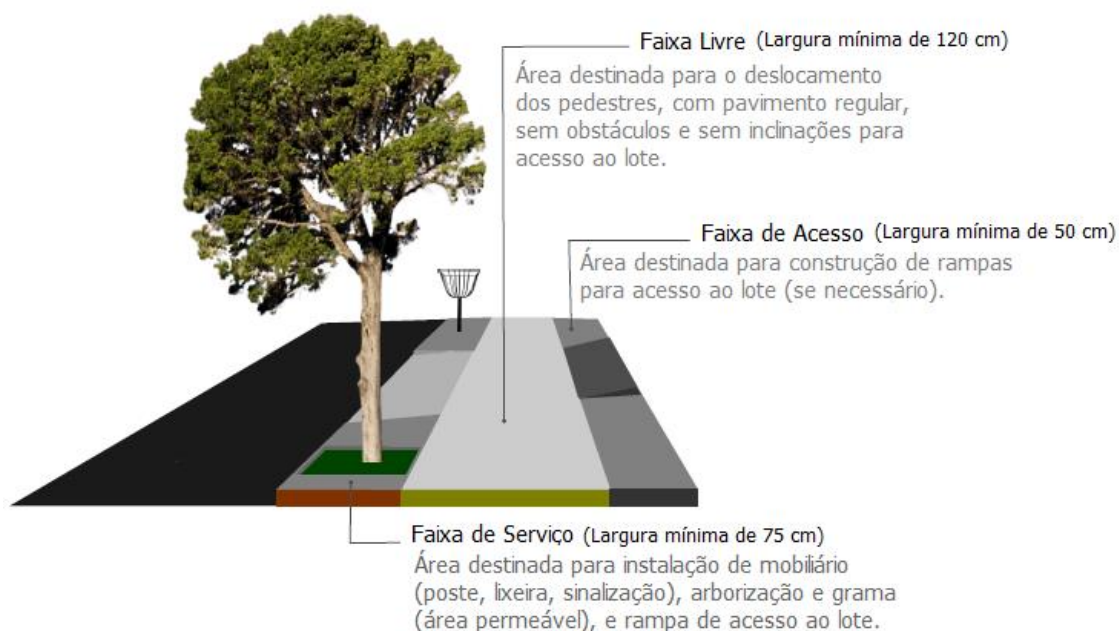 Faixa Livre (Largura mínima de 120 cm)
Área destinada para o deslocamento
dos pedestres, com pavimento regular,
sem obstáculos e sem inclinações para
acesso ao lote.
Faixa de Acesso (Largura mínima de 50 cm)
Área destinada para construção de rampas
para acesso ao lote (se necessário).
Faixa de Serviço (Largura mínima de 75 cm)
Área destinada para instalação de mobiliário
(poste, lixeira, sinalização), arborização e grama
(área permeável), e rampa de acesso ao lote.